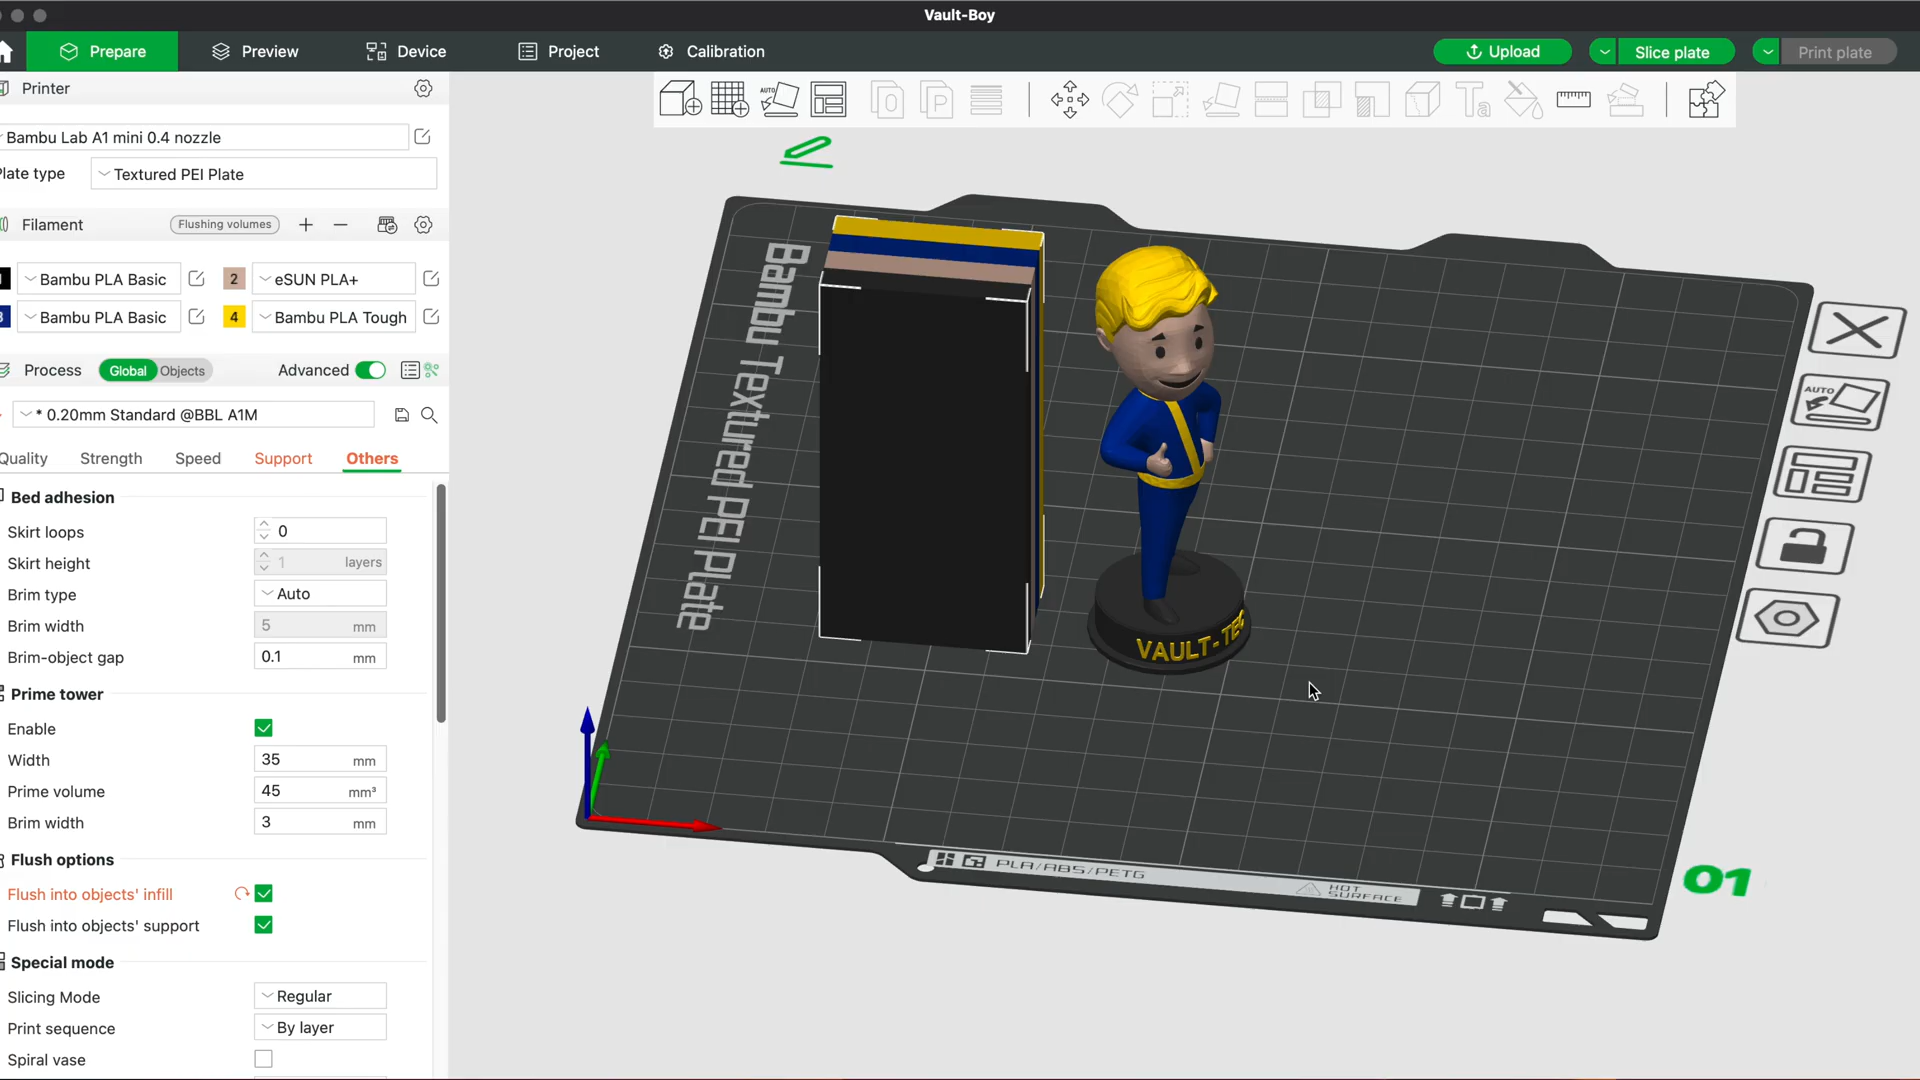 Vault-Boy
Prepare
Preview
Device
Project
Calibration
Upload
Slice plate
Print plate
Printer
Bambu Lab A1 mini 0.4 nozzle
late type
Textured PEI Plate
Filament
Flushing volumes
Bambu PLA Basic
2
eSUN PLA+
3
Bambu PLA Basic
4
Bambu PLA Tough
Process
Global
Objects
Advanced
* 0.20mm Standard @BBL A1M
Quality
Strength
Speed
Support
Others
Bed adhesion
Skirt loops
0
Skirt height
1
layers
Brim type
Auto
Brim width
5
mm
Brim-object gap
0.1
mm
Prime tower
Enable
Width
35
mm
Prime volume
45
mm³
Brim width
3
mm
Flush options
Flush into objects' infill
Flush into objects' support
Special mode
Slicing Mode
Regular
Print sequence
By layer
Spiral vase
AUTO
O
P
Ta
Bambu Textured PEI Plate
VAULT-TEC
AUTO
PLA/ABS/PETG
HOT
SURFACE
01